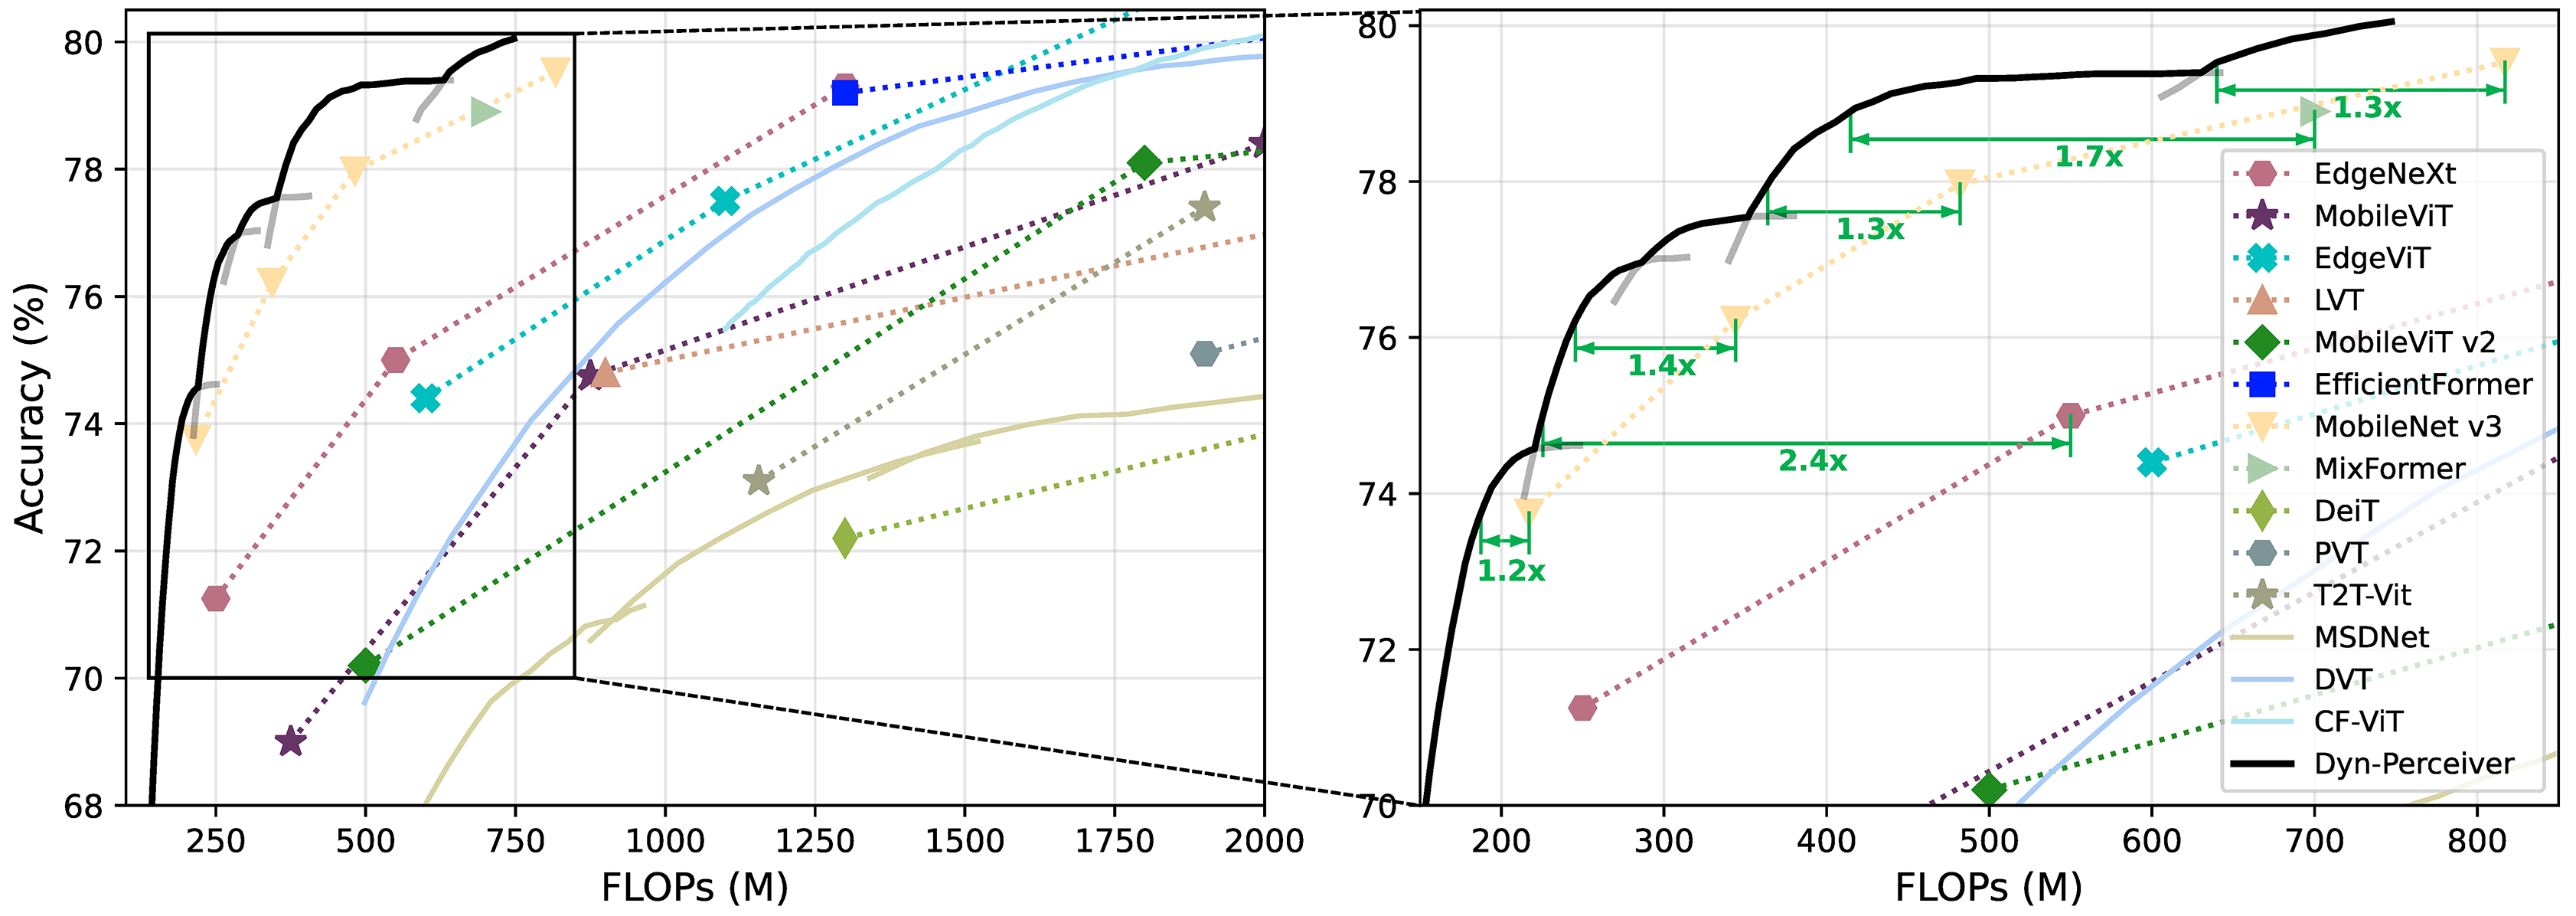 Accuracy (%)
80
78
76
74
72
70
68
250 500 750 1000 1250 1500 1750 2000
FLOPs (M)
80
78
76
74
72
70
200 300 400 500 600 700 800
FLOPs (M)
1.3x
1.7x
1.3x
1.4x
2.4x
1.2x
EdgeNeXt
MobileViT
EdgeViT
LVT
MobileViT v2
EfficientFormer
MobileNet v3
MixFormer
DeiT
PVT
T2T-Vit
MSDNet
DVT
CF-ViT
Dyn-Perceiver